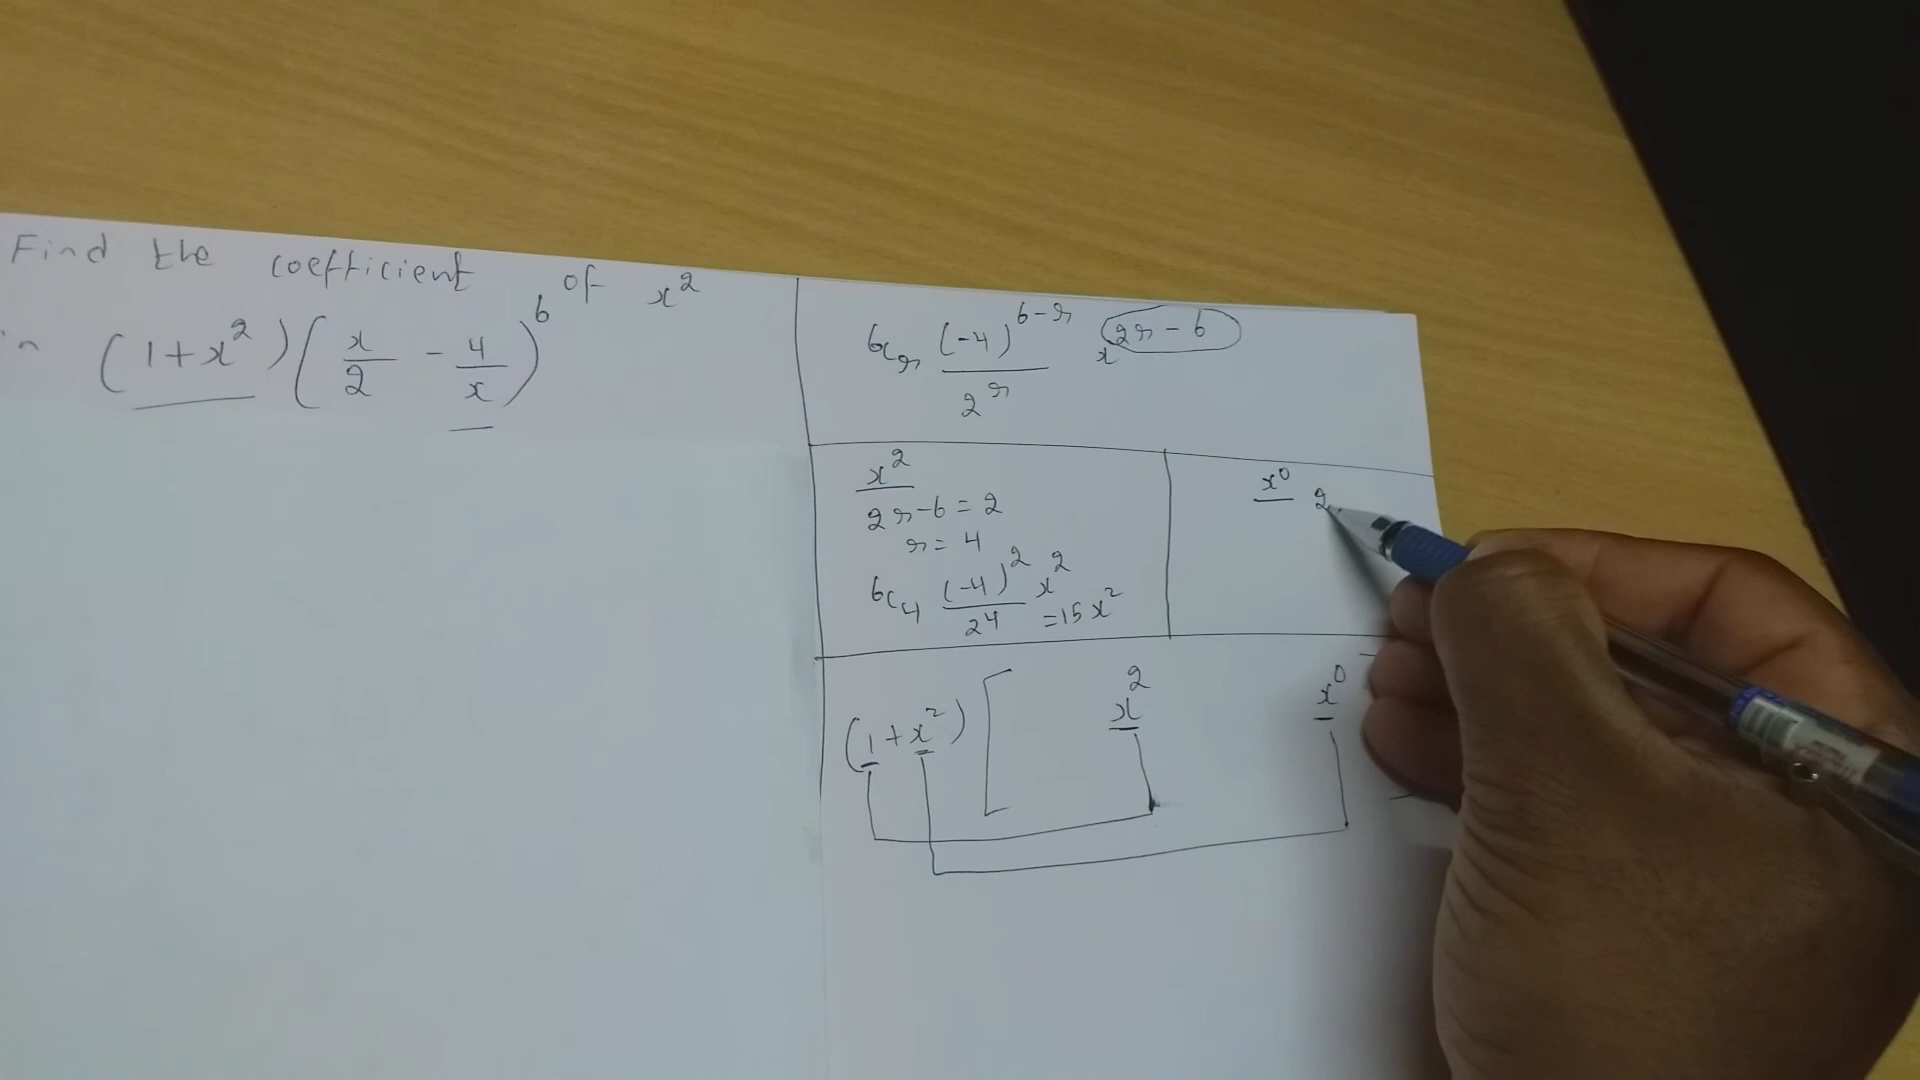 Find the coefficient of x²
in (1+x²)(x/2 - 4/x)⁶
6Cr (-4)^(6-r) / 2^r x^(2r-6)
x²
2r-6=2
r=4
6C4 (-4)² / 2⁴ x² =15x²
x⁰ 2
(1+x²) [ x² x⁰